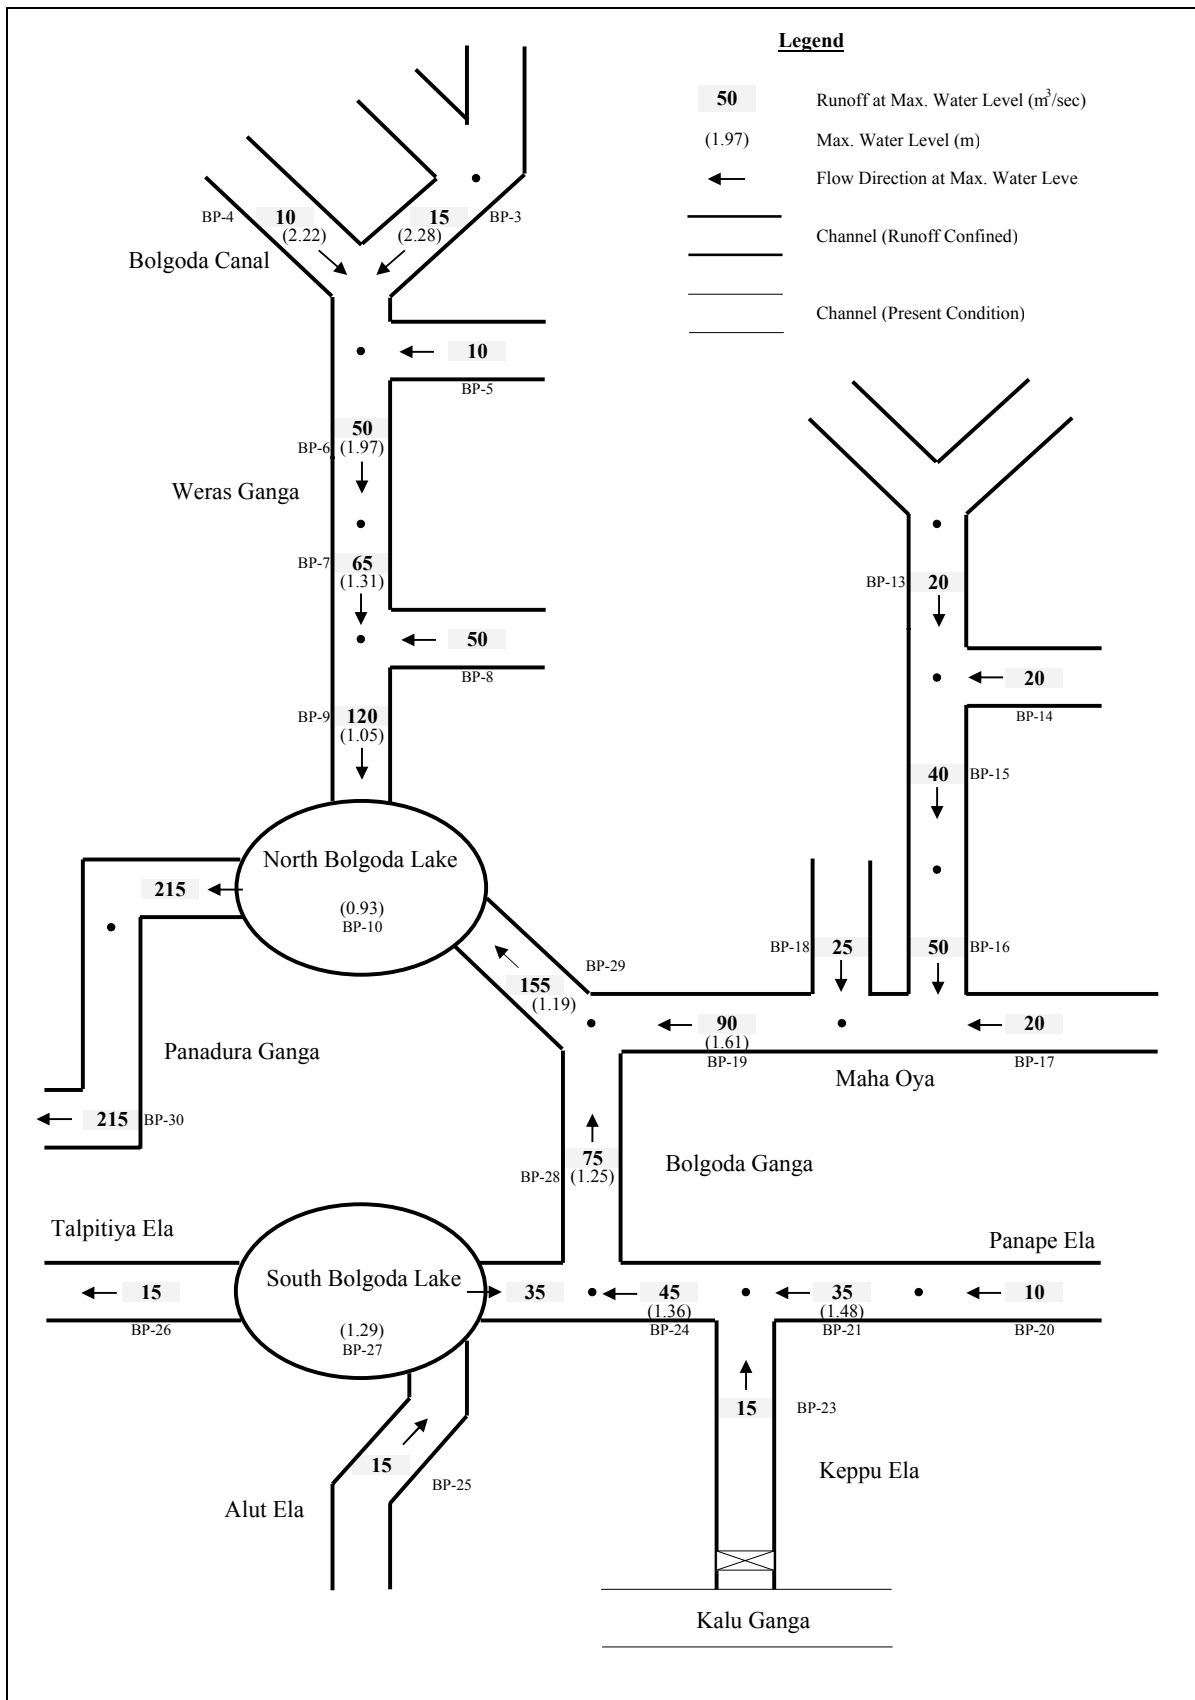 Legend
50 Runoff at Max. Water Level (m3/sec)
(1.97) Max. Water Level (m)
Flow Direction at Max. Water Level
Channel (Runoff Confined)
Channel (Present Condition)
BP-4 10 15 BP-3
(2.22) (2.28)
Bolgoda Canal
10
BP-5
50
BP-6 (1.97)
Weras Ganga
BP-7 65
(1.31)
50
BP-8
BP-9 120
(1.05)
BP-13 20
20
BP-14
40 BP-15
North Bolgoda Lake
215
(0.93)
BP-10
BP-18 25 50 BP-16
BP-29
155
(1.19)
90 20
(1.61)
BP-19 BP-17
Panadura Ganga
Maha Oya
215 BP-30
75 Bolgoda Ganga
BP-28 (1.25)
Talpitiya Ela
Panape Ela
South Bolgoda Lake
15 35 45 35 10
(1.36) (1.48)
BP-26 (1.29) BP-24 BP-21 BP-20
BP-27
15 BP-23
15
BP-25
Keppu Ela
Alut Ela
Kalu Ganga